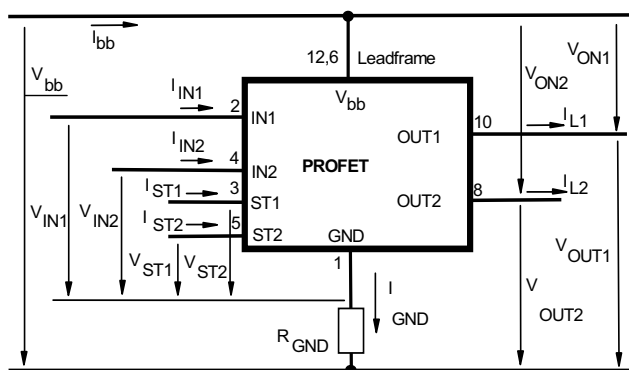 I bb
V bb
12,6 Leadframe
V bb
V ON1
V ON2
I IN1
2
IN1
10
I L1
OUT1
I IN2
4
IN2
PROFET
I ST1
3
ST1
8
I L2
OUT2
V IN1
V IN2
I ST2
5
ST2
GND
V ST1
V ST2
1
V OUT1
I GND
V OUT2
R GND